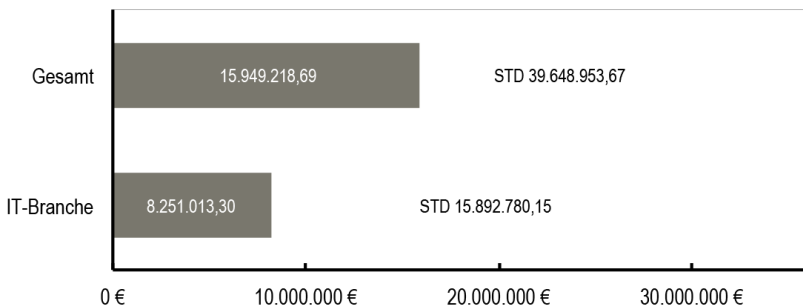 Gesamt 15.949.218,69 STD 39.648.953,67
IT-Branche 8.251.013,30 STD 15.892.780,15
0 € 10.000.000 € 20.000.000 € 30.000.000 €